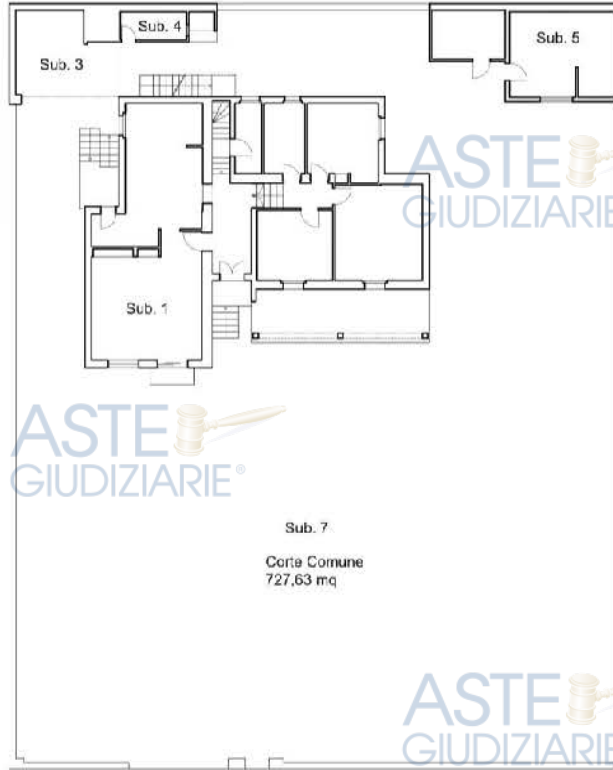 Sub. 4
Sub. 5
Sub. 3
ASTE
GIUDIZIARIE
Sub. 1
ASTE
GIUDIZIARIE®
Sub. 7
Corte Comune
727,63 mq
ASTE
GIUDIZIARIE